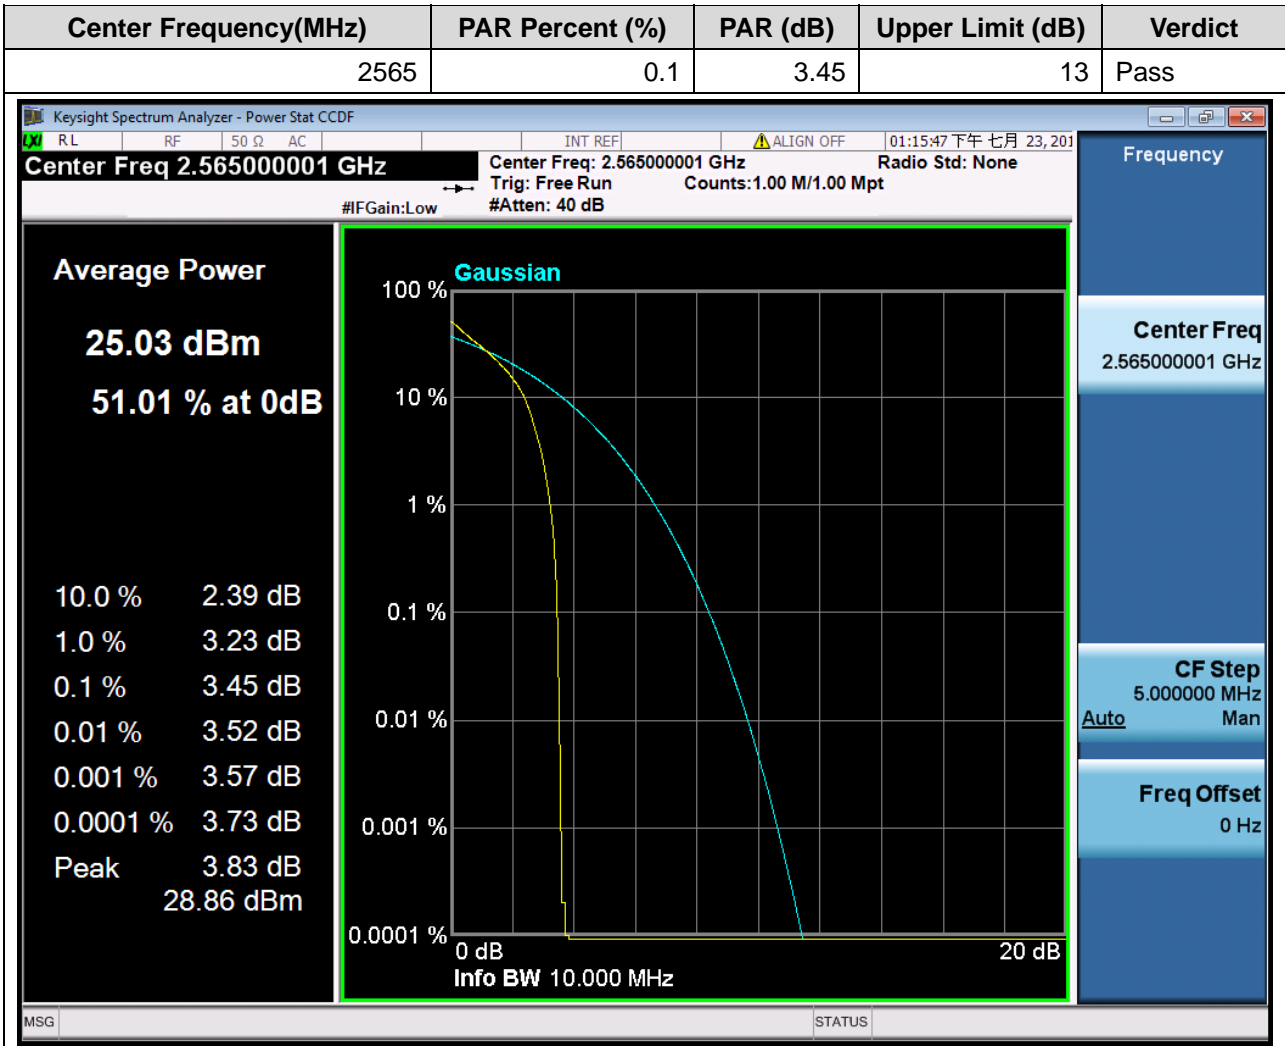 Center Frequency(MHz) PAR Percent (%) PAR (dB) Upper Limit (dB) Verdict
2565 0.1 3.45 13 Pass
Keysight Spectrum Analyzer - Power Stat CCDF
LXI RL RF 50 Ω AC INT REF ALIGN OFF 01:15:47 下午 七月 23, 201
Center Freq 2.565000001 GHz
Center Freq: 2.565000001 GHz Radio Std: None
Trig: Free Run Counts:1.00 M/1.00 Mpt
#IFGain:Low #Atten: 40 dB
Frequency
Average Power
25.03 dBm
51.01 % at 0dB
10.0 % 2.39 dB
1.0 % 3.23 dB
0.1 % 3.45 dB
0.01 % 3.52 dB
0.001 % 3.57 dB
0.0001 % 3.73 dB
Peak 3.83 dB
28.86 dBm
Gaussian
100 %
10 %
1 %
0.1 %
0.01 %
0.001 %
0.0001 %
0 dB 20 dB
Info BW 10.000 MHz
Center Freq
2.565000001 GHz
CF Step
5.000000 MHz
Auto Man
Freq Offset
0 Hz
MSG STATUS